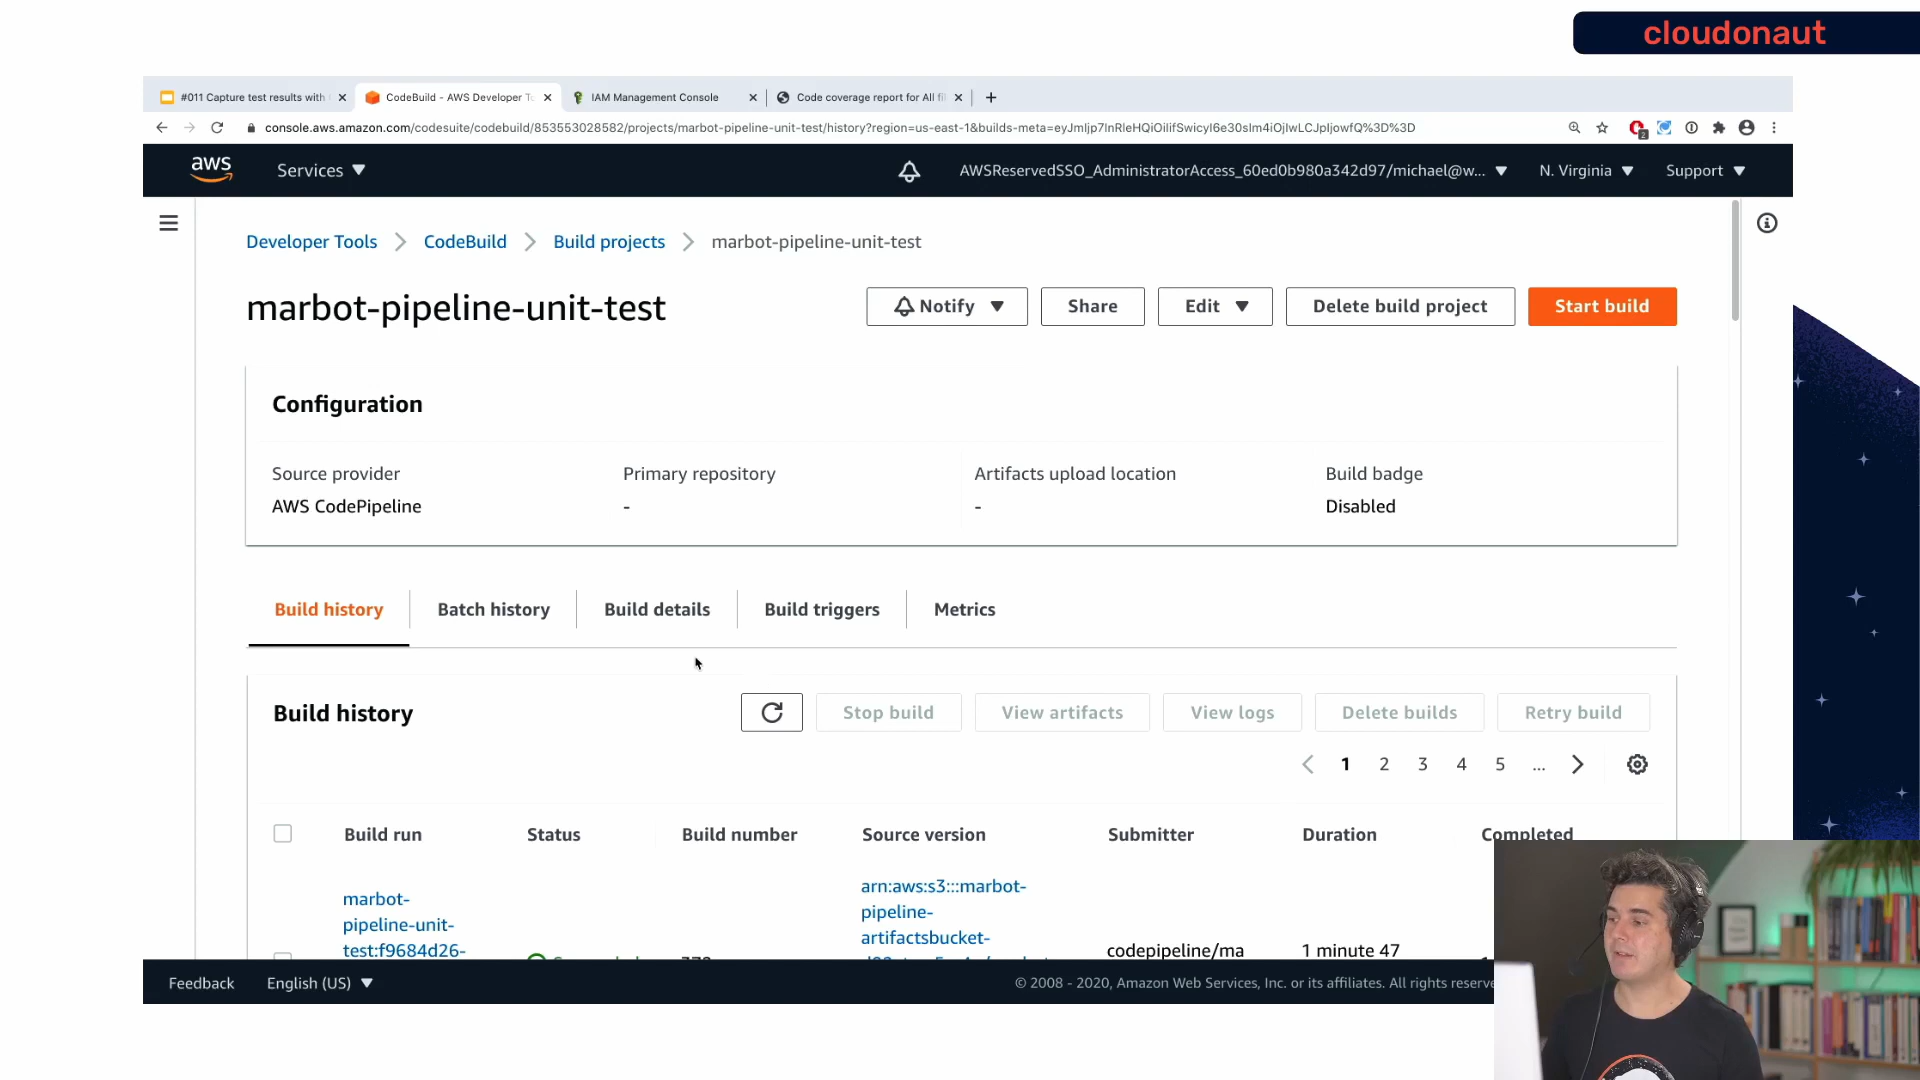 cloudonaut
#011 Capture test results with
CodeBuild - AWS Developer To
IAM Management Console
Code coverage report for All fi
console.aws.amazon.com/codesuite/codebuild/853553028582/projects/marbot-pipeline-unit-test/history?region=us-east-1&builds-meta=eyJmIjp7InRleHQiOiIifSwicyI6e30sIm4iOjIwLCJpIjowfQ%3D%3D
2
aws
Services
AWSReservedSSO_AdministratorAccess_60ed0b980a342d97/michael@w...
N. Virginia
Support
Developer Tools
CodeBuild
Build projects
marbot-pipeline-unit-test
marbot-pipeline-unit-test
Notify
Share
Edit
Delete build project
Start build
Configuration
Source provider
AWS CodePipeline
Primary repository
-
Artifacts upload location
-
Build badge
Disabled
Build history
Batch history
Build details
Build triggers
Metrics
Build history
Stop build
View artifacts
View logs
Delete builds
Retry build
1 2 3 4 5 ...
Build run
Status
Build number
Source version
Submitter
Duration
Completed
marbot-
pipeline-unit-
test:f9684d26-
arn:aws:s3:::marbot-
pipeline-
artifactsbucket-
codepipeline/ma
1 minute 47
Feedback
English (US)
© 2008 - 2020, Amazon Web Services, Inc. or its affiliates. All rights reserve